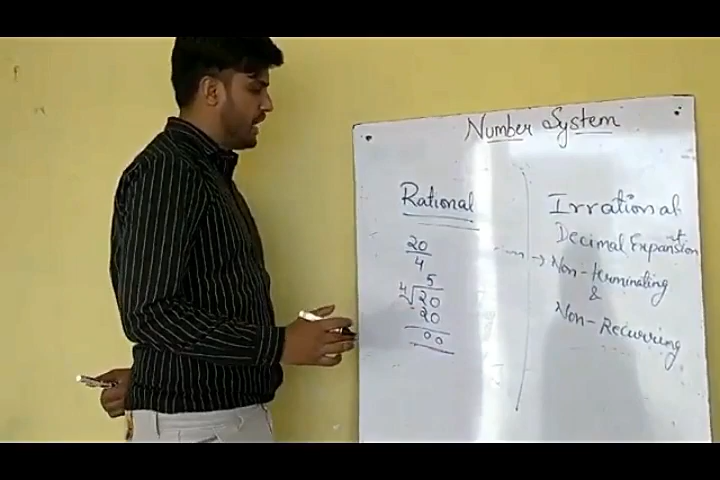 Number System
Rational
20
4
5
4√20
20
00
Irrational
Decimal Expansion
→ Non-terminating
&
Non-Recurring